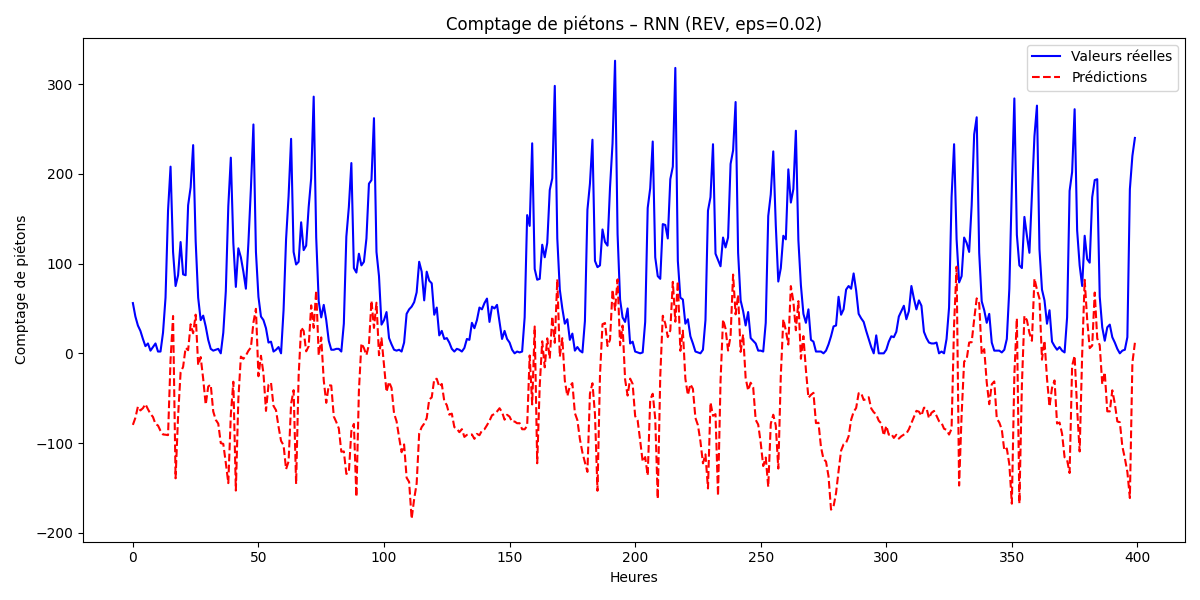 Comptage de piétons – RNN (REV, eps=0.02)
Valeurs réelles
Prédictions
Comptage de piétons
300
200
100
0
−100
−200
0 50 100 150 200 250 300 350 400
Heures